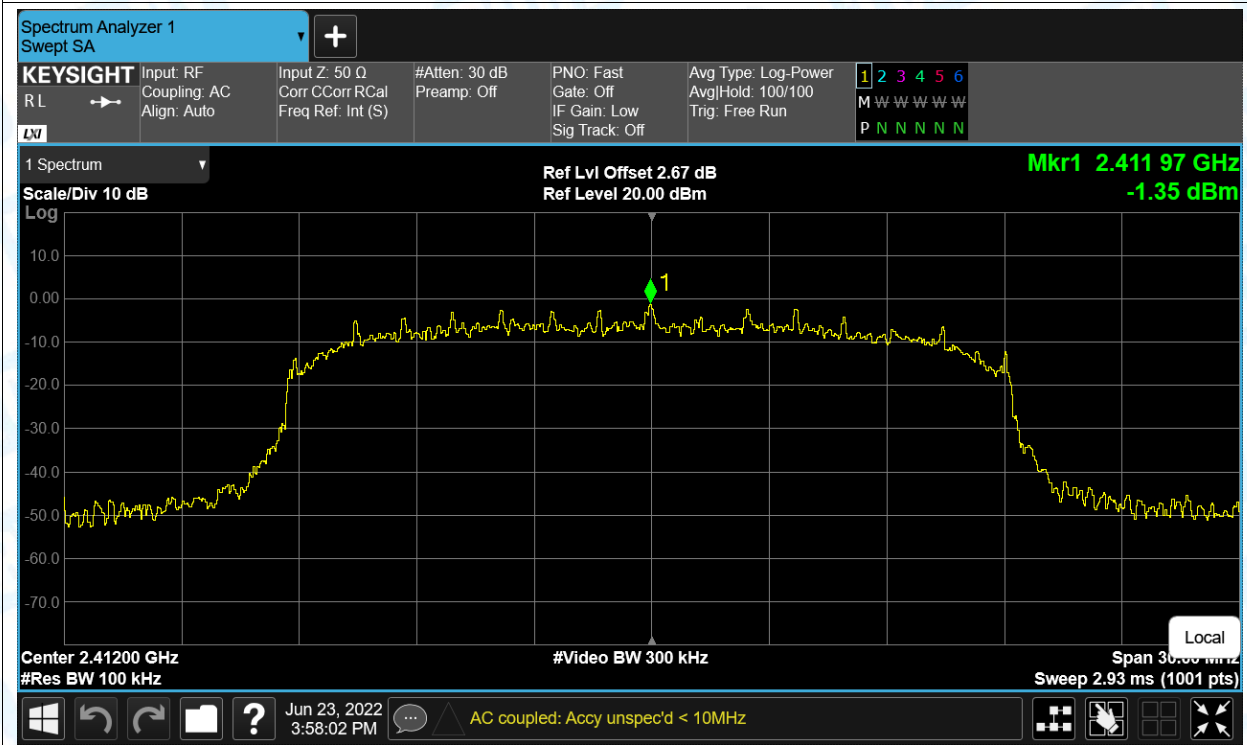 Spectrum Analyzer 1
Swept SA
KEYSIGHT
R L
LXI
Input: RF
Coupling: AC
Align: Auto
Input Z: 50 Ω
Corr CCorr RCal
Freq Ref: Int (S)
#Atten: 30 dB
Preamp: Off
PNO: Fast
Gate: Off
IF Gain: Low
Sig Track: Off
Avg Type: Log-Power
Avg|Hold: 100/100
Trig: Free Run
1 2 3 4 5 6
M W W W W W W
P N N N N N
1 Spectrum
Scale/Div 10 dB
Log
Ref Lvl Offset 2.67 dB
Ref Level 20.00 dBm
Mkr1 2.411 97 GHz
-1.35 dBm
10.0
0.00
-10.0
-20.0
-30.0
-40.0
-50.0
-60.0
-70.0
1
Local
Center 2.41200 GHz
#Res BW 100 kHz
#Video BW 300 kHz
Span 30.00 MHz
Sweep 2.93 ms (1001 pts)
?
Jun 23, 2022
3:58:02 PM
AC coupled: Accy unspec'd < 10MHz